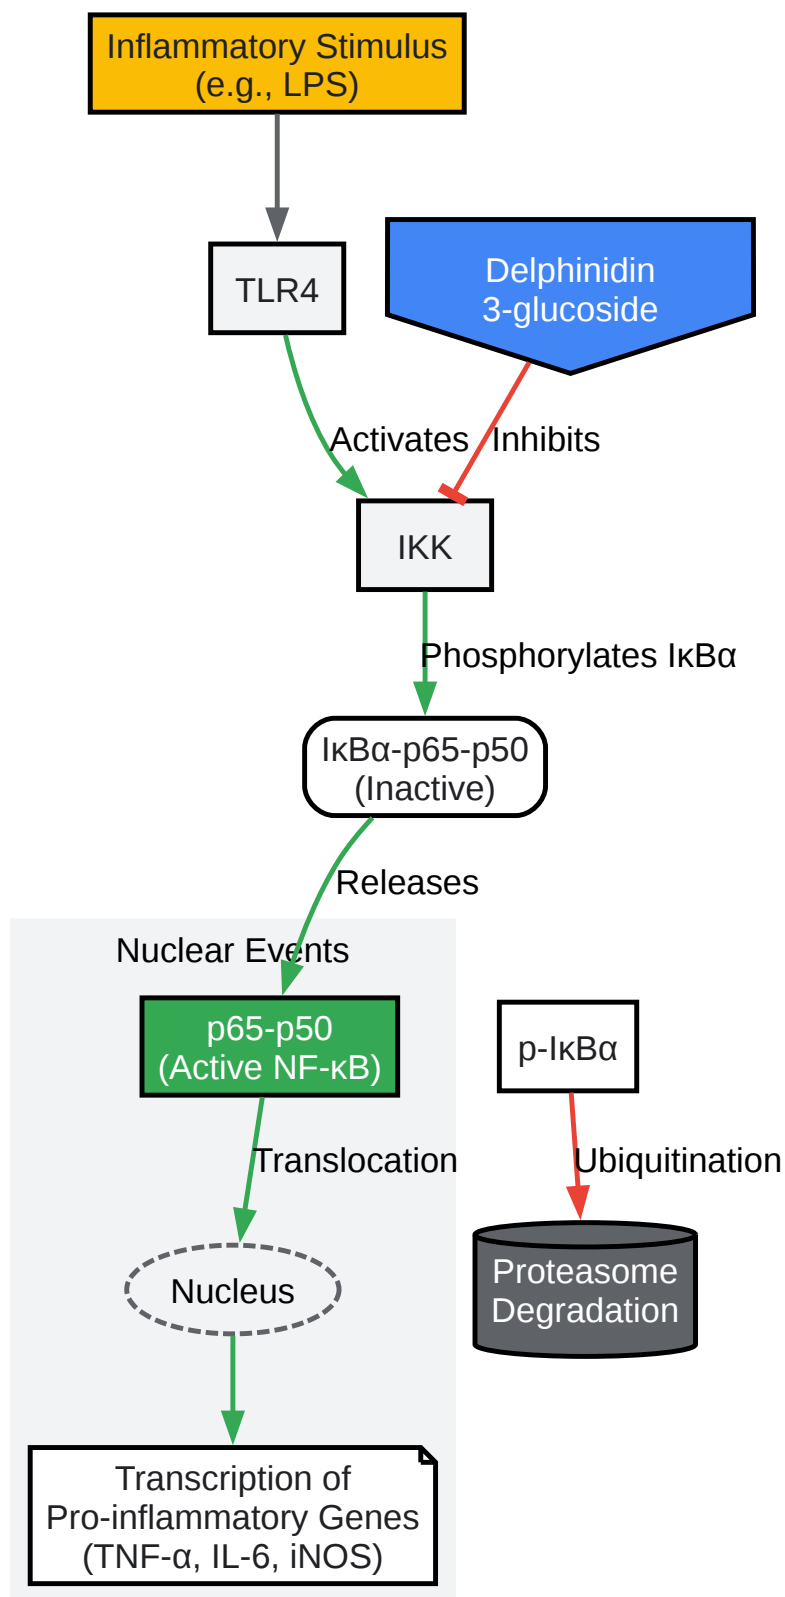 Inflammatory Stimulus
(e.g., LPS)
TLR4
Delphinidin
3-glucoside
Activates
Inhibits
IKK
Phosphorylates IκBα
IκBα-p65-p50
(Inactive)
Releases
Nuclear Events
p65-p50
(Active NF-κB)
p-IκBα
Translocation
Ubiquitination
Nucleus
Proteasome
Degradation
Transcription of
Pro-inflammatory Genes
(TNF-α, IL-6, iNOS)